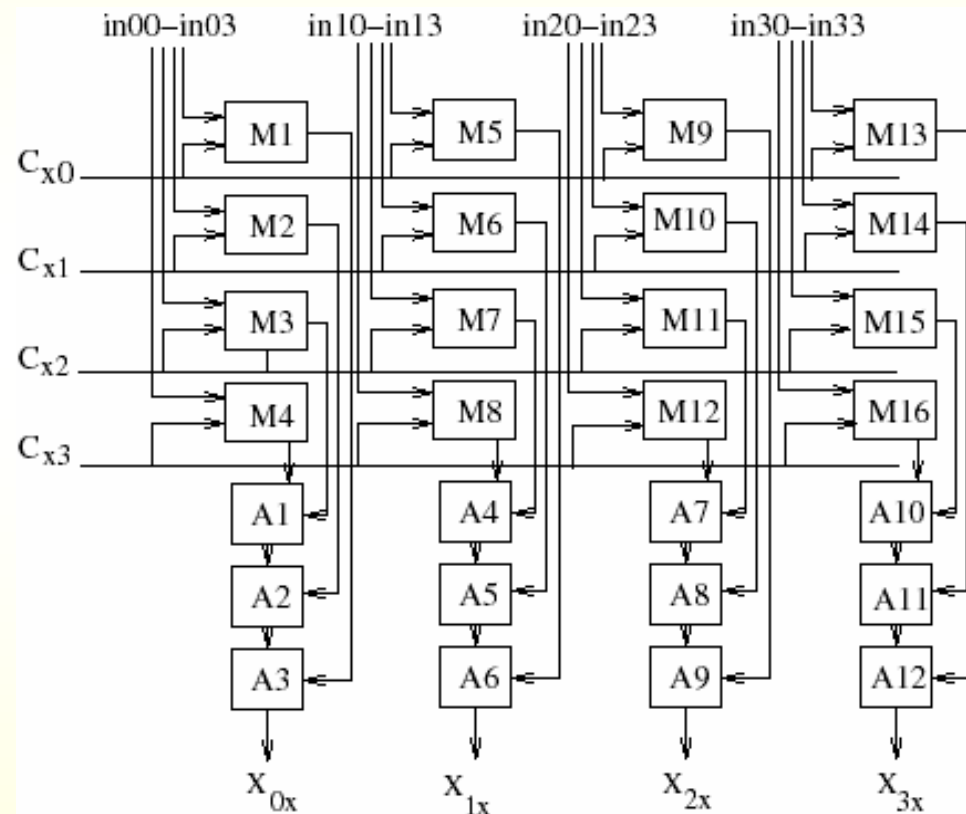 in00–in03 in10–in13 in20–in23 in30–in33
M1 M5 M9 M13
Cx0
M2 M6 M10 M14
Cx1
M3 M7 M11 M15
Cx2
M4 M8 M12 M16
Cx3
A1 A4 A7 A10
A2 A5 A8 A11
A3 A6 A9 A12
X0x X1x X2x X3x